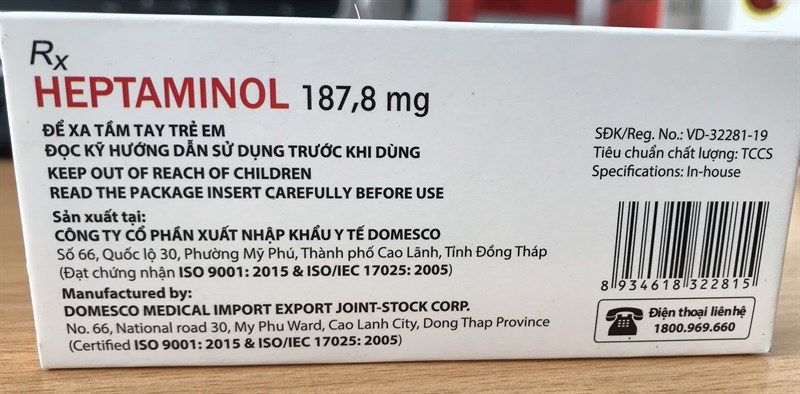 Rx
HEPTAMINOL 187,8 mg
ĐỂ XA TẦM TAY TRẺ EM
ĐỌC KỸ HƯỚNG DẪN SỬ DỤNG TRƯỚC KHI DÙNG
KEEP OUT OF REACH OF CHILDREN
READ THE PACKAGE INSERT CAREFULLY BEFORE USE
Sản xuất tại:
CÔNG TY CỔ PHẦN XUẤT NHẬP KHẨU Y TẾ DOMESCO
Số 66, Quốc lộ 30, Phường Mỹ Phú, Thành phố Cao Lãnh, Tỉnh Đồng Tháp
(Đạt chứng nhận ISO 9001: 2015 & ISO/IEC 17025: 2005)
Manufactured by:
DOMESCO MEDICAL IMPORT EXPORT JOINT-STOCK CORP.
No. 66, National road 30, My Phu Ward, Cao Lanh City, Dong Thap Province
(Certified ISO 9001: 2015 & ISO/IEC 17025: 2005)
SĐK/Reg. No.: VD-32281-19
Tiêu chuẩn chất lượng: TCCS
Specifications: In-house
8 934618 322815
Điện thoại liên hệ
1800.969.660